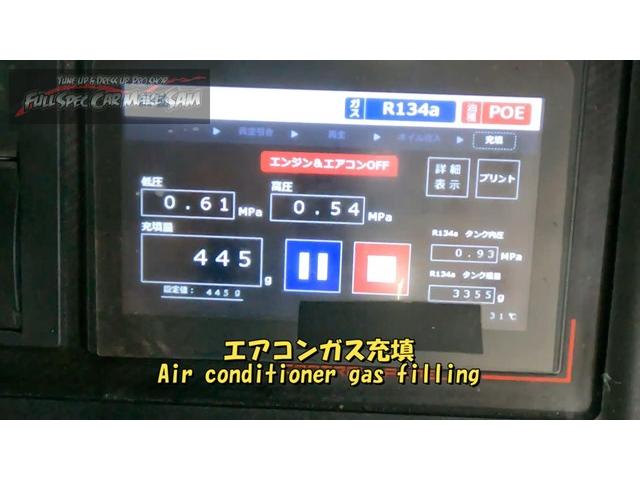 TUNE UP & DRESS UP PRO SHOP
FULLSPEC CAR MAKE SAM
ガス R134a 油種 POE
▶ 真空引合 ▶ 再生 ▶ オイル注入 ▶ 充填
エンジン&エアコンOFF
詳細表示 プリント
低圧 高圧
0.61 MPa 0.54 MPa
充填量
445 g
設定値: 445g
R134a タンク内圧
0.93 MPa
R134a タンク重量
3355 g
31℃
エアコンガス充填
Air conditioner gas filling